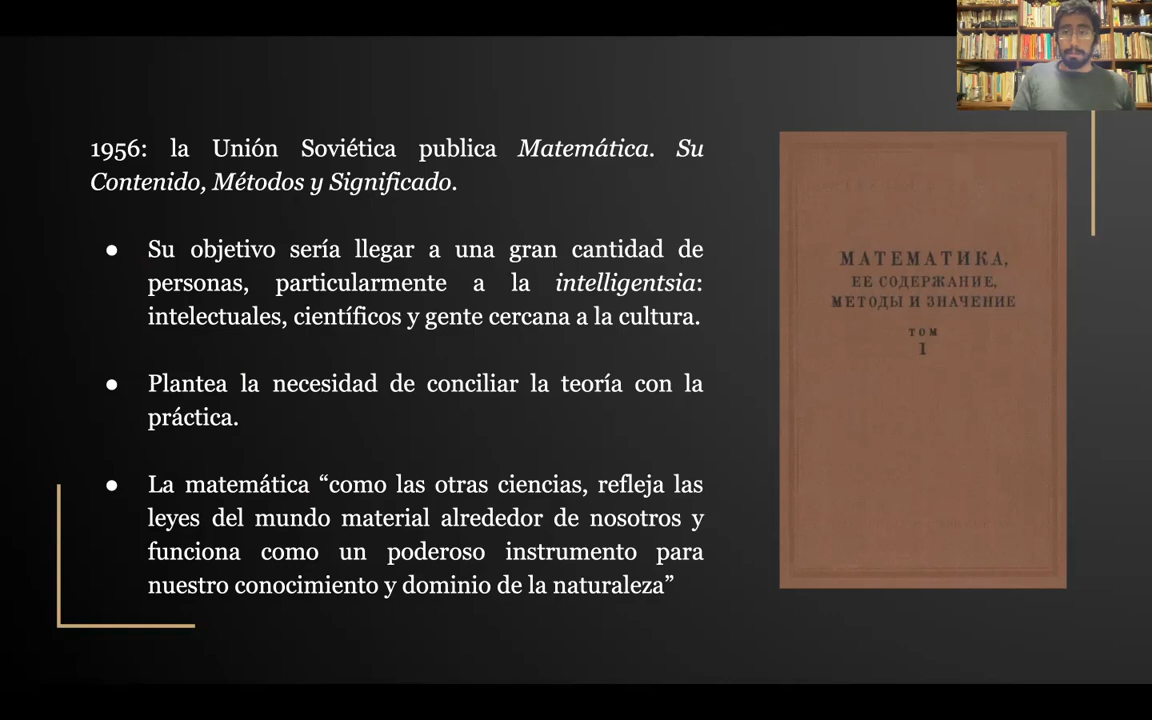 1956: la Unión Soviética publica Matemática. Su
Contenido, Métodos y Significado.
● Su objetivo sería llegar a una gran cantidad de
personas, particularmente a la intelligentsia:
intelectuales, científicos y gente cercana a la cultura.
● Plantea la necesidad de conciliar la teoría con la
práctica.
● La matemática “como las otras ciencias, refleja las
leyes del mundo material alrededor de nosotros y
funciona como un poderoso instrumento para
nuestro conocimiento y dominio de la naturaleza”
МАТЕМАТИКА,
ЕЕ СОДЕРЖАНИЕ,
МЕТОДЫ И ЗНАЧЕНИЕ
ТОМ
1